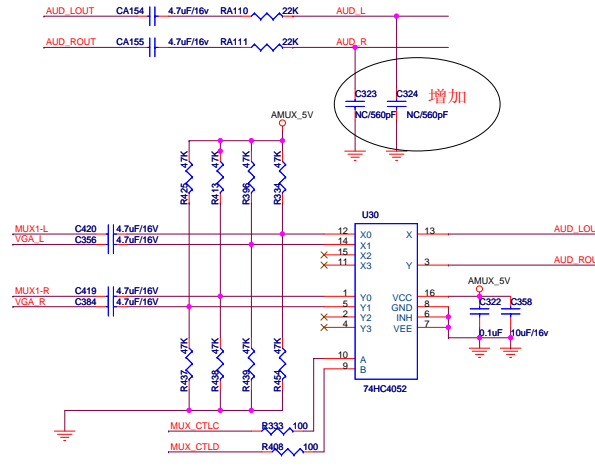 AUD_LOUT CA154 4.7uF/16v RA110 22K AUD_L
AUD_ROUT CA155 4.7uF/16v RA111 22K AUD_R
C323 C324 增加
NC/560pF NC/560pF
AMUX_5V
47K 47K 47K 47K
R425 R413 R396 R334
U30
MUX1-L C420 4.7uF/16V 12 X0 X 13 AUD_LOU
VGA_L C356 4.7uF/16V 14 X1
15 X2
11 X3 Y 3 AUD_ROU
AMUX_5V
MUX1-R C419 4.7uF/16V 1 Y0 VCC 16
VGA_R C384 4.7uF/16V 5 Y1 GND 8 C322 C358
2 Y2 INH 6
4 Y3 VEE 7
0.1uF 10uF/16v
47K 47K 47K 47K
R437 R438 R439 R454
10 A
9 B
74HC4052
MUX_CTLC R333 100
MUX_CTLD R408 100